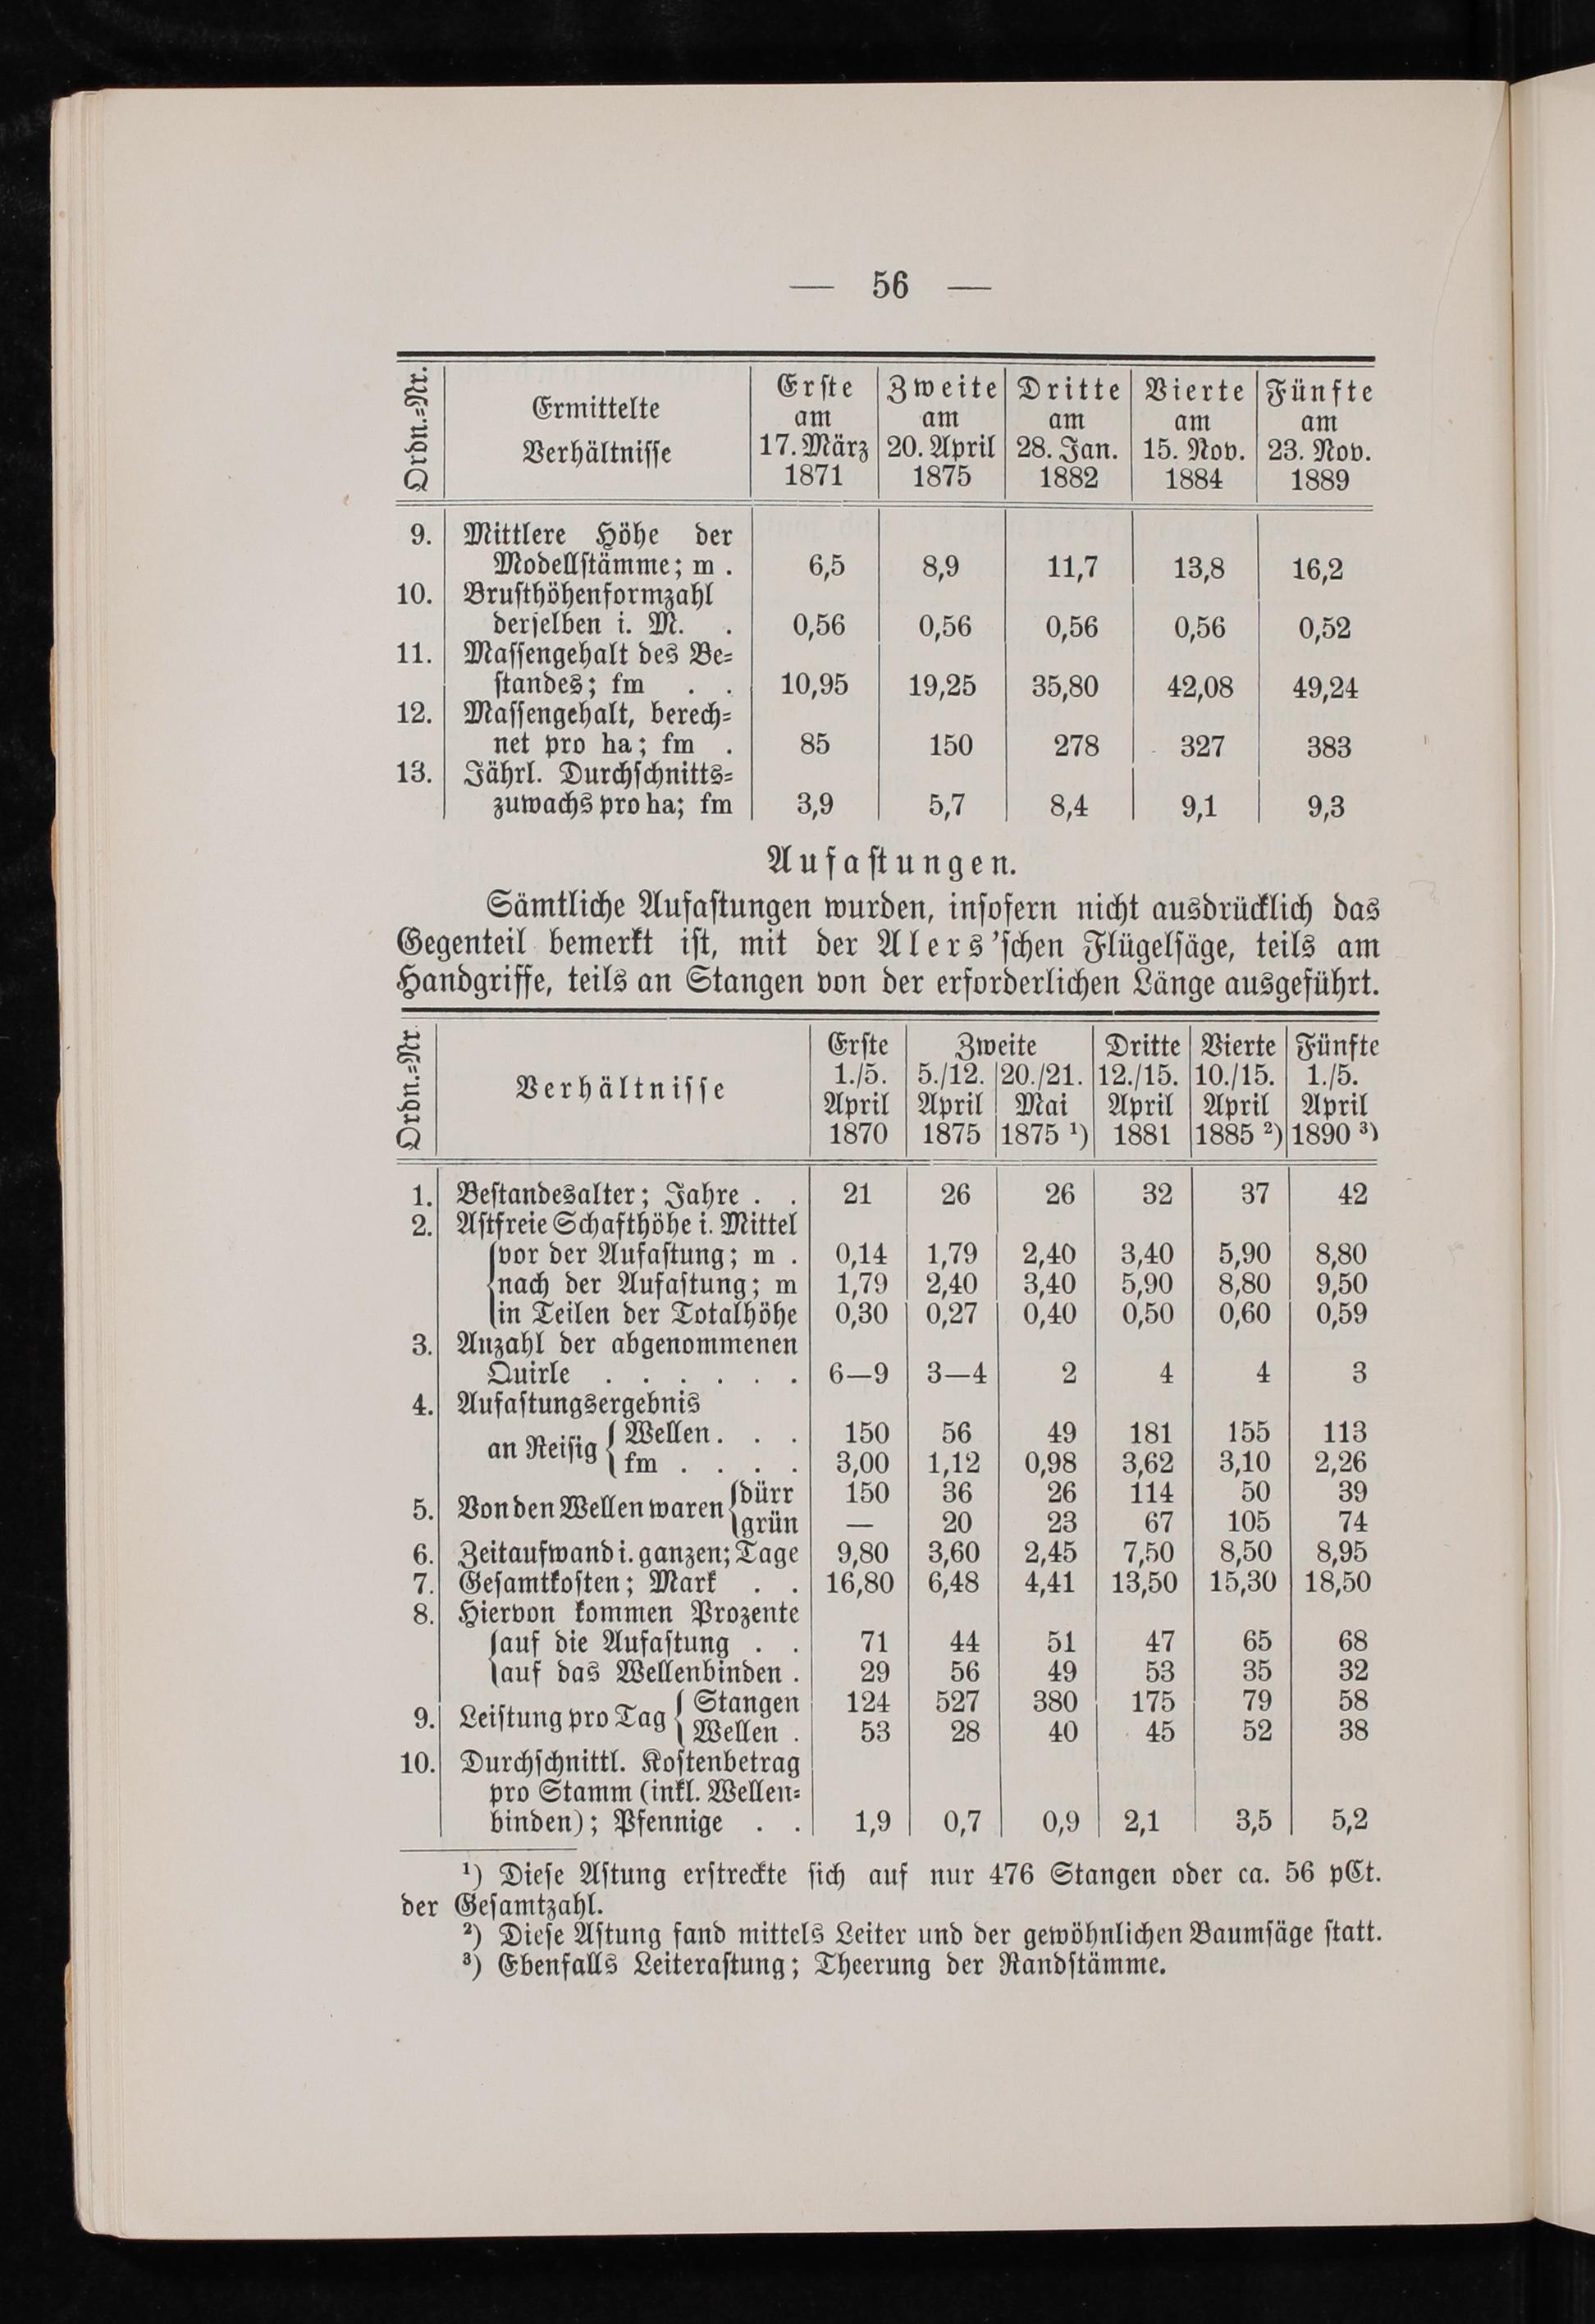 — 56 —
Ordn.=Nr. Ermittelte Verhältnisse Erste am 17. März 1871 Zweite am 20. April 1875 Dritte am 28. Jan. 1882 Vierte am 15. Nov. 1884 Fünfte am 23. Nov. 1889
9. Mittlere Höhe der
Modellstämme; m . 6,5 8,9 11,7 13,8 16,2
10. Brusthöhenformzahl
derselben i. M. . 0,56 0,56 0,56 0,56 0,52
11. Massengehalt des Be=
standes; fm . . 10,95 19,25 35,80 42,08 49,24
12. Massengehalt, berech=
net pro ha; fm . 85 150 278 327 383
13. Jährl. Durchschnitts=
zuwachs pro ha; fm 3,9 5,7 8,4 9,1 9,3
Aufastungen.
Sämtliche Aufastungen wurden, insofern nicht ausdrücklich das
Gegenteil bemerkt ist, mit der Alers'schen Flügelsäge, teils am
Handgriffe, teils an Stangen von der erforderlichen Länge ausgeführt.
Ordn.=Nr Verhältnisse Erste 1./5. April 1870 Zweite 5./12. April 1875 20./21. Mai 1875 ¹) Dritte 12./15. April 1881 Vierte 10./15. April 1885 ²) Fünfte 1./5. April 1890 ³)
1. Bestandesalter; Jahre . . 21 26 26 32 37 42
2. Astfreie Schafthöhe i. Mittel
vor der Aufastung; m . 0,14 1,79 2,40 3,40 5,90 8,80
nach der Aufastung; m 1,79 2,40 3,40 5,90 8,80 9,50
in Teilen der Totalhöhe 0,30 0,27 0,40 0,50 0,60 0,59
3. Anzahl der abgenommenen
Quirle . . . . . . 6—9 3—4 2 4 4 3
4. Aufastungsergebnis
an Reisig { Wellen . . . 150 56 49 181 155 113
fm . . . . 3,00 1,12 0,98 3,62 3,10 2,26
5. Von den Wellen waren { dürr 150 36 26 114 50 39
grün — 20 23 67 105 74
6. Zeitaufwand i. ganzen; Tage 9,80 3,60 2,45 7,50 8,50 8,95
7. Gesamtkosten; Mark . . 16,80 6,48 4,41 13,50 15,30 18,50
8. Hiervon kommen Prozente
auf die Aufastung . . 71 44 51 47 65 68
auf das Wellenbinden . 29 56 49 53 35 32
9. Leistung pro Tag { Stangen 124 527 380 175 79 58
Wellen . 53 28 40 45 52 38
10. Durchschnittl. Kostenbetrag
pro Stamm (inkl. Wellen=
binden); Pfennige . . 1,9 0,7 0,9 2,1 3,5 5,2
¹) Diese Astung erstreckte sich auf nur 476 Stangen oder ca. 56 pCt.
der Gesamtzahl.
²) Diese Astung fand mittels Leiter und der gewöhnlichen Baumsäge statt.
³) Ebenfalls Leiterastung; Theerung der Randstämme.